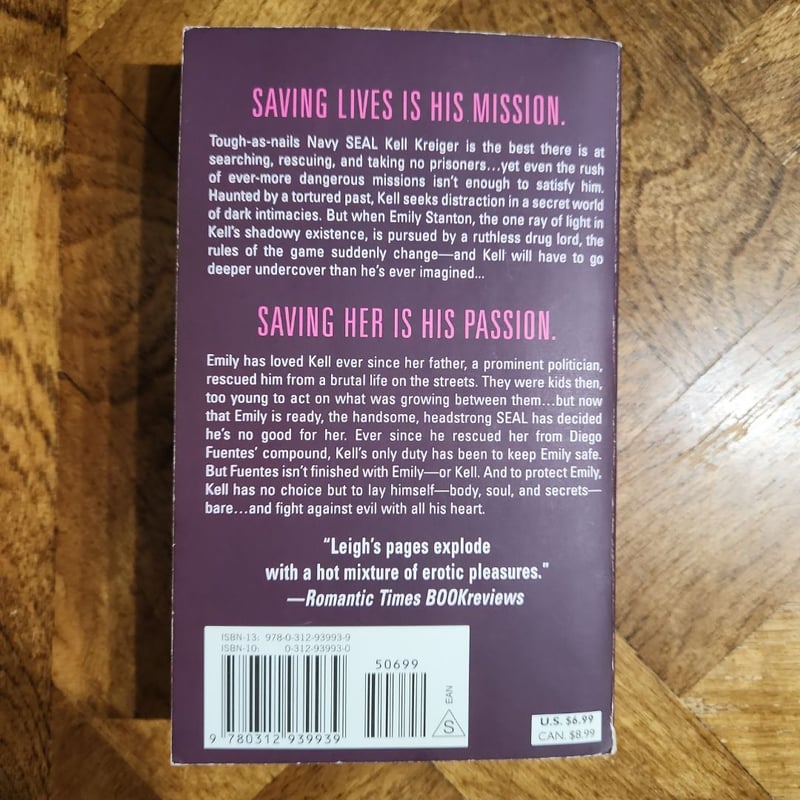 SAVING LIVES IS HIS MISSION.
Tough-as-nails Navy SEAL Kell Kreiger is the best there is at
searching, rescuing, and taking no prisoners...yet even the rush
of ever-more dangerous missions isn't enough to satisfy him.
Haunted by a tortured past, Kell seeks distraction in a secret world
of dark intimacies. But when Emily Stanton, the one ray of light in
Kell's shadowy existence, is pursued by a ruthless drug lord, the
rules of the game suddenly change—and Kell will have to go
deeper undercover than he's ever imagined...
SAVING HER IS HIS PASSION.
Emily has loved Kell ever since her father, a prominent politician,
rescued him from a brutal life on the streets. They were kids then,
too young to act on what was growing between them...but now
that Emily is ready, the handsome, headstrong SEAL has decided
he's no good for her. Ever since he rescued her from Diego
Fuentes' compound, Kell's only duty has been to keep Emily safe.
But Fuentes isn't finished with Emily—or Kell. And to protect Emily,
Kell has no choice but to lay himself—body, soul, and secrets—
bare...and fight against evil with all his heart.
"Leigh's pages explode
with a hot mixture of erotic pleasures."
—Romantic Times BOOKreviews
ISBN-13: 978-0-312-93993-9
ISBN-10: 0-312-93993-0
50699
9 780312 939939
S
EAN
U.S. $6.99
CAN. $8.99